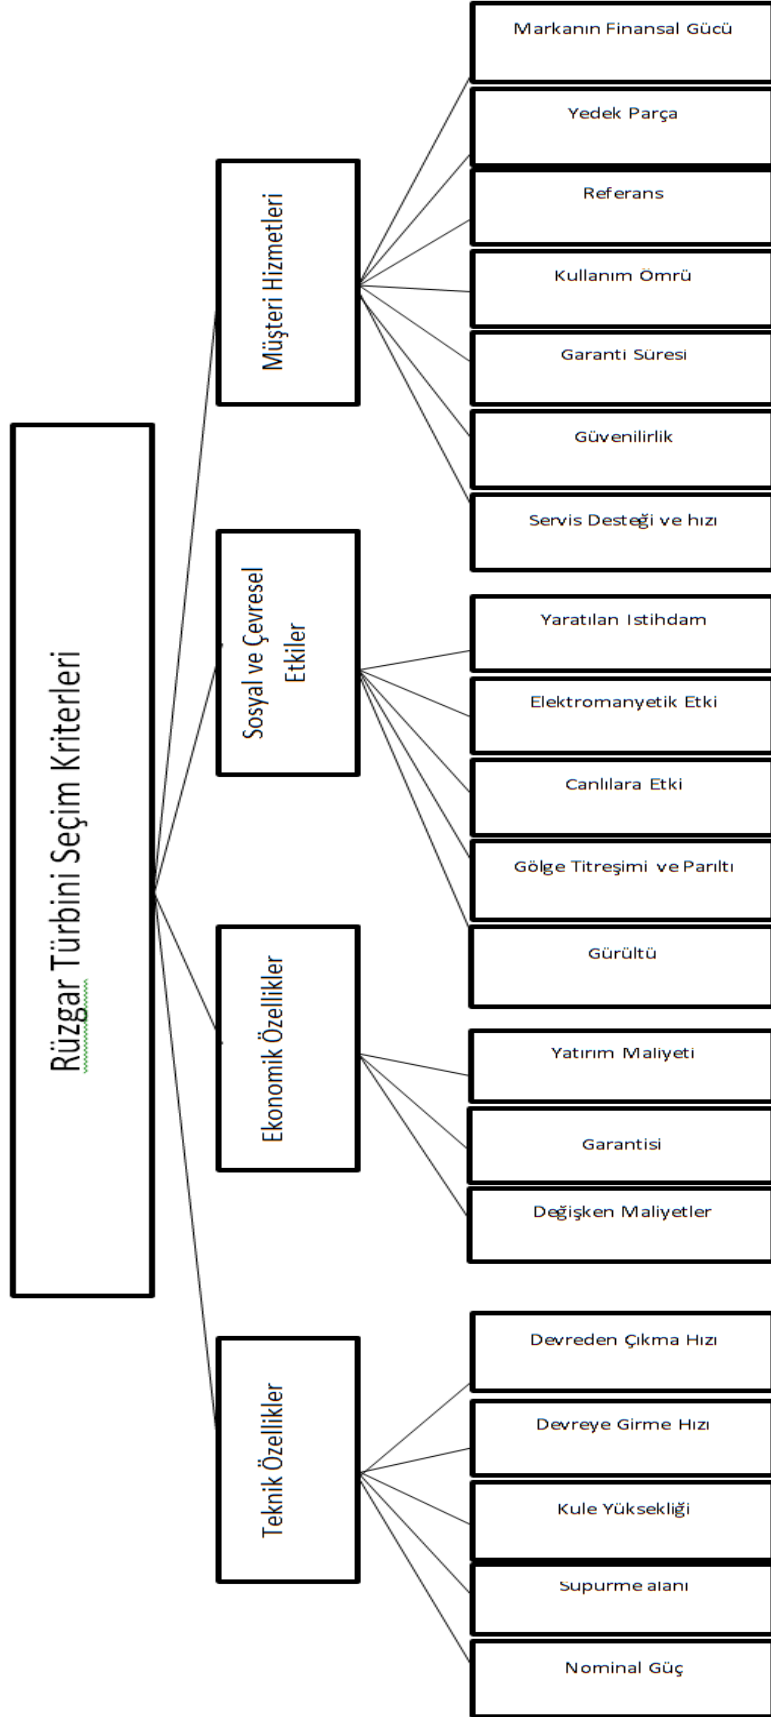 Rüzgar Türbini Seçim Kriterleri
Müşteri Hizmetleri
Markanın Finansal Gücü
Yedek Parça
Referans
Kullanım Ömrü
Garanti Süresi
Güvenilirlik
Servis Desteği ve hızı
Sosyal ve Çevresel
Etkiler
Yaratılan Istihdam
Elektromanyetik Etki
Canlılara Etki
Gölge Titreşimi ve Parıltı
Gürültü
Ekonomik Özellikler
Yatırım Maliyeti
Garantisi
Değişken Maliyetler
Teknik Özellikler
Devreden Çıkma Hızı
Devreye Girme Hızı
Kule Yüksekliği
Süpürme alanı
Nominal Güç